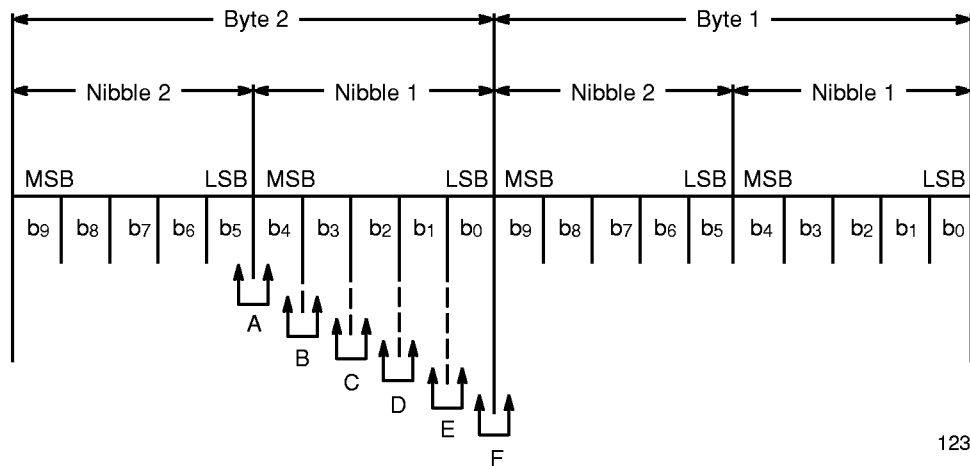 Byte 2 Byte 1
Nibble 2 Nibble 1 Nibble 2 Nibble 1
MSB LSB MSB LSB MSB LSB MSB LSB
b9 b8 b7 b6 b5 b4 b3 b2 b1 b0 b9 b8 b7 b6 b5 b4 b3 b2 b1 b0
A
B
C
D
E
F
123